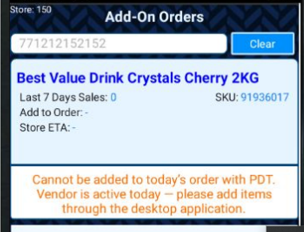 Store: 150
Add-On Orders
771212152152
Clear
Best Value Drink Crystals Cherry 2KG
Last 7 Days Sales: 0 SKU: 91936017
Add to Order: -
Store ETA: -
Cannot be added to today's order with PDT.
Vendor is active today — please add items
through the desktop application.